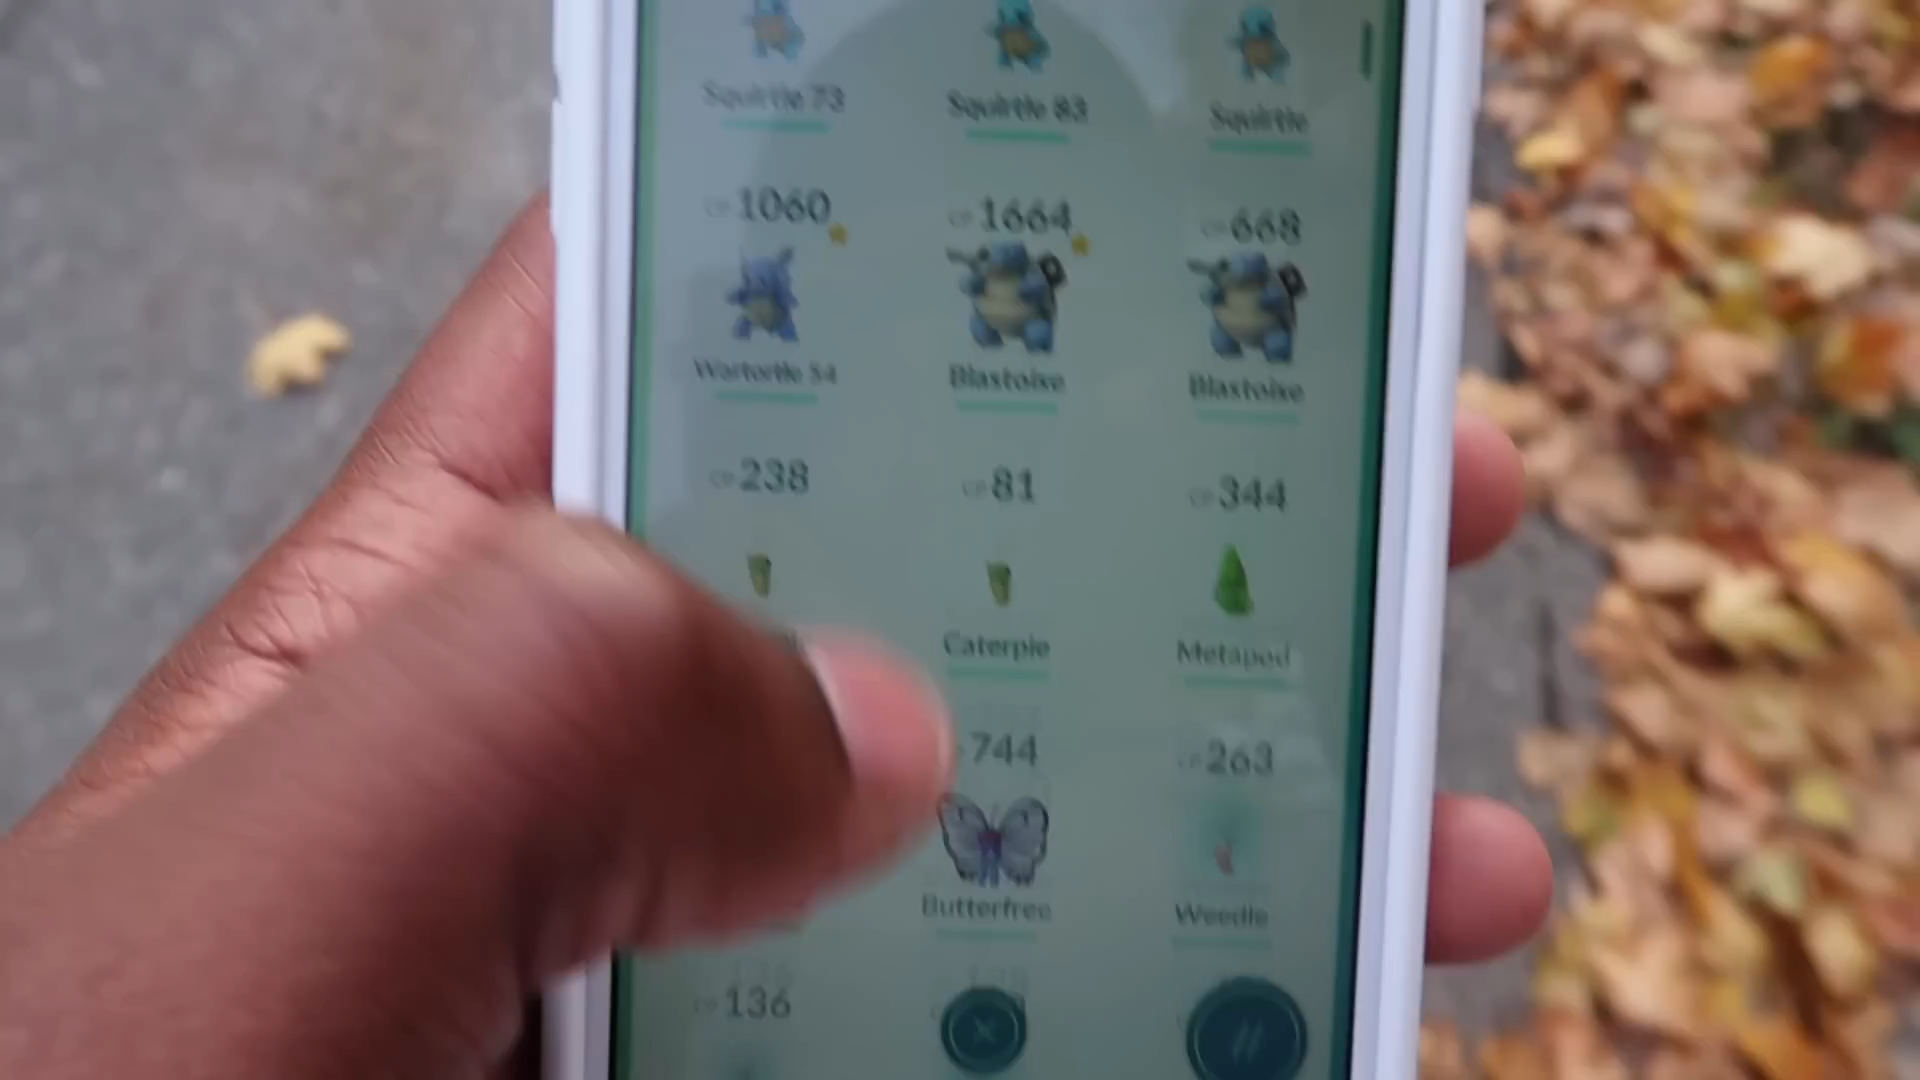 Squirtle 73 Squirtle 83 Squirtle
CP1060 CP1664 CP668
Wartortle 54 Blastoise Blastoise
CP238 CP81 CP344
Caterpie Metapod
744 CP263
Butterfree Weedle
CP136